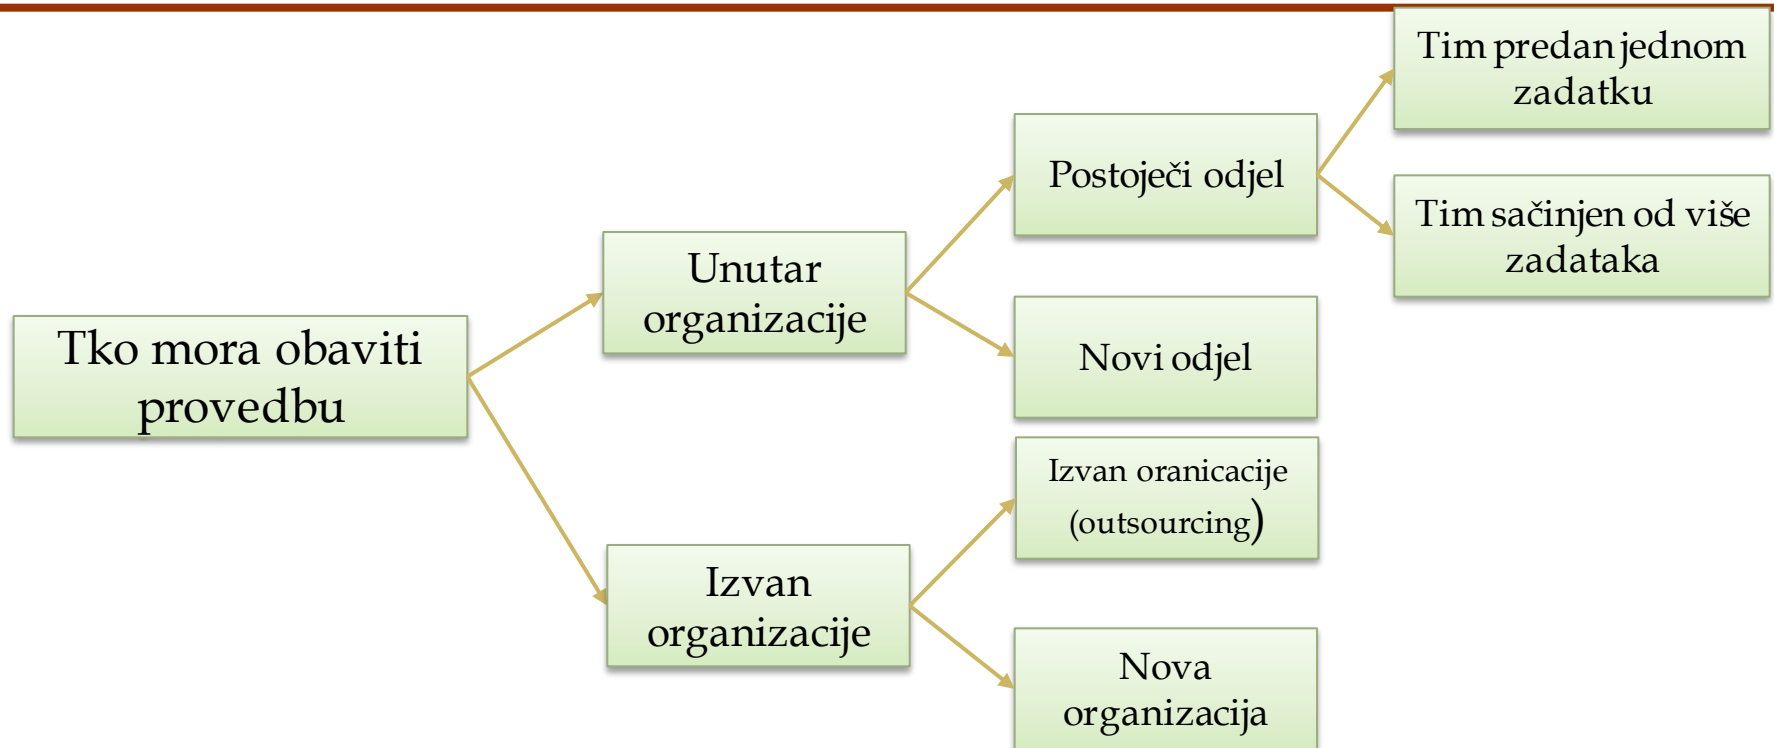 Tim predan jednom
zadatku
Postoječi odjel
Tim sačinjen od više
zadataka
Unutar
organizacije
Tko mora obaviti
provedbu
Novi odjel
Izvan oranicacije
(outsourcing)
Izvan
organizacije
Nova
organizacija